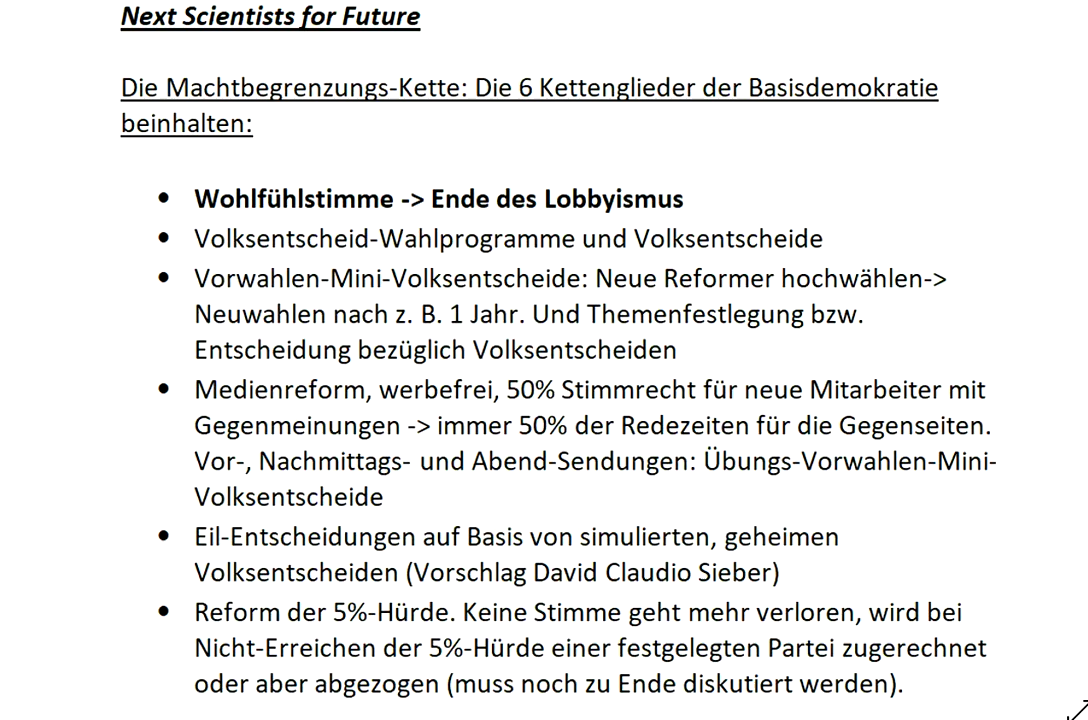 Next Scientists for Future
Die Machtbegrenzungs-Kette: Die 6 Kettenglieder der Basisdemokratie
beinhalten:
• Wohlfühlstimme -> Ende des Lobbyismus
• Volksentscheid-Wahlprogramme und Volksentscheide
• Vorwahlen-Mini-Volksentscheide: Neue Reformer hochwählen->
Neuwahlen nach z. B. 1 Jahr. Und Themenfestlegung bzw.
Entscheidung bezüglich Volksentscheiden
• Medienreform, werbefrei, 50% Stimmrecht für neue Mitarbeiter mit
Gegenmeinungen -> immer 50% der Redezeiten für die Gegenseiten.
Vor-, Nachmittags- und Abend-Sendungen: Übungs-Vorwahlen-Mini-
Volksentscheide
• Eil-Entscheidungen auf Basis von simulierten, geheimen
Volksentscheiden (Vorschlag David Claudio Sieber)
• Reform der 5%-Hürde. Keine Stimme geht mehr verloren, wird bei
Nicht-Erreichen der 5%-Hürde einer festgelegten Partei zugerechnet
oder aber abgezogen (muss noch zu Ende diskutiert werden).